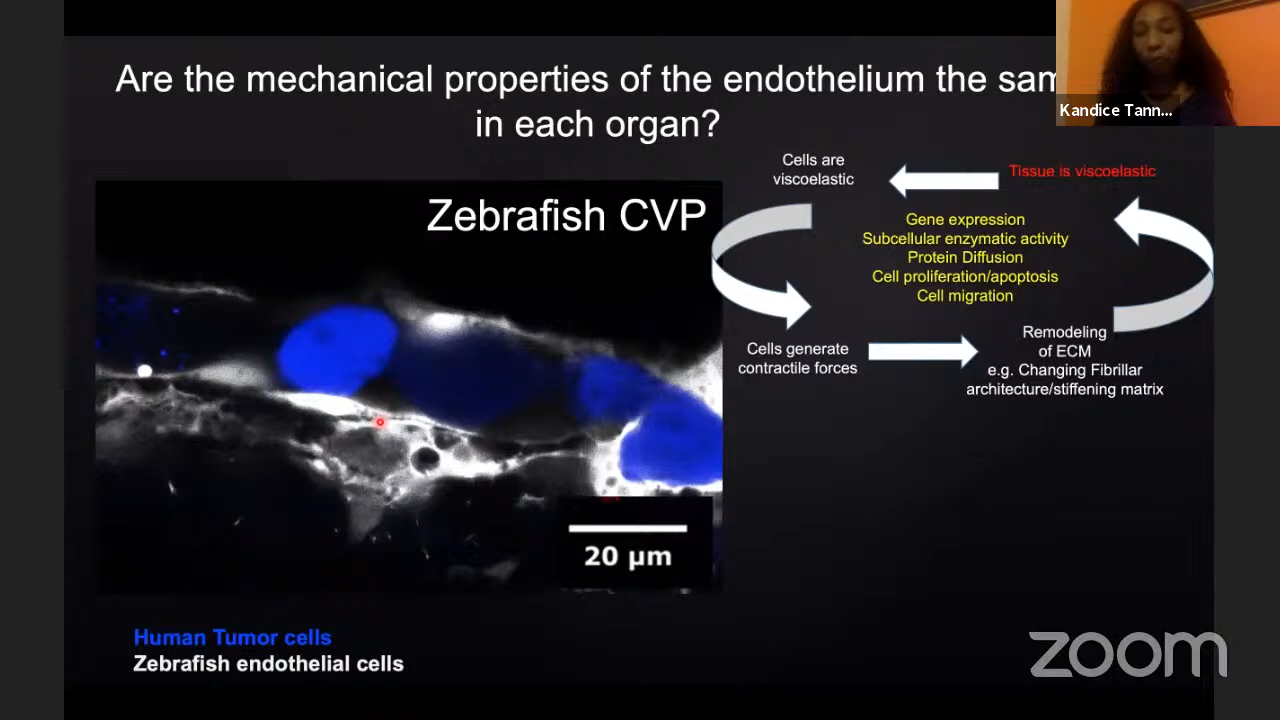 Are the mechanical properties of the endothelium the sam
in each organ?
Kandice Tann...
Zebrafish CVP
Cells are
viscoelastic
Tissue is viscoelastic
Gene expression
Subcellular enzymatic activity
Protein Diffusion
Cell proliferation/apoptosis
Cell migration
Cells generate
contractile forces
Remodeling
of ECM
e.g. Changing Fibrillar
architecture/stiffening matrix
20 µm
Human Tumor cells
Zebrafish endothelial cells
zoom